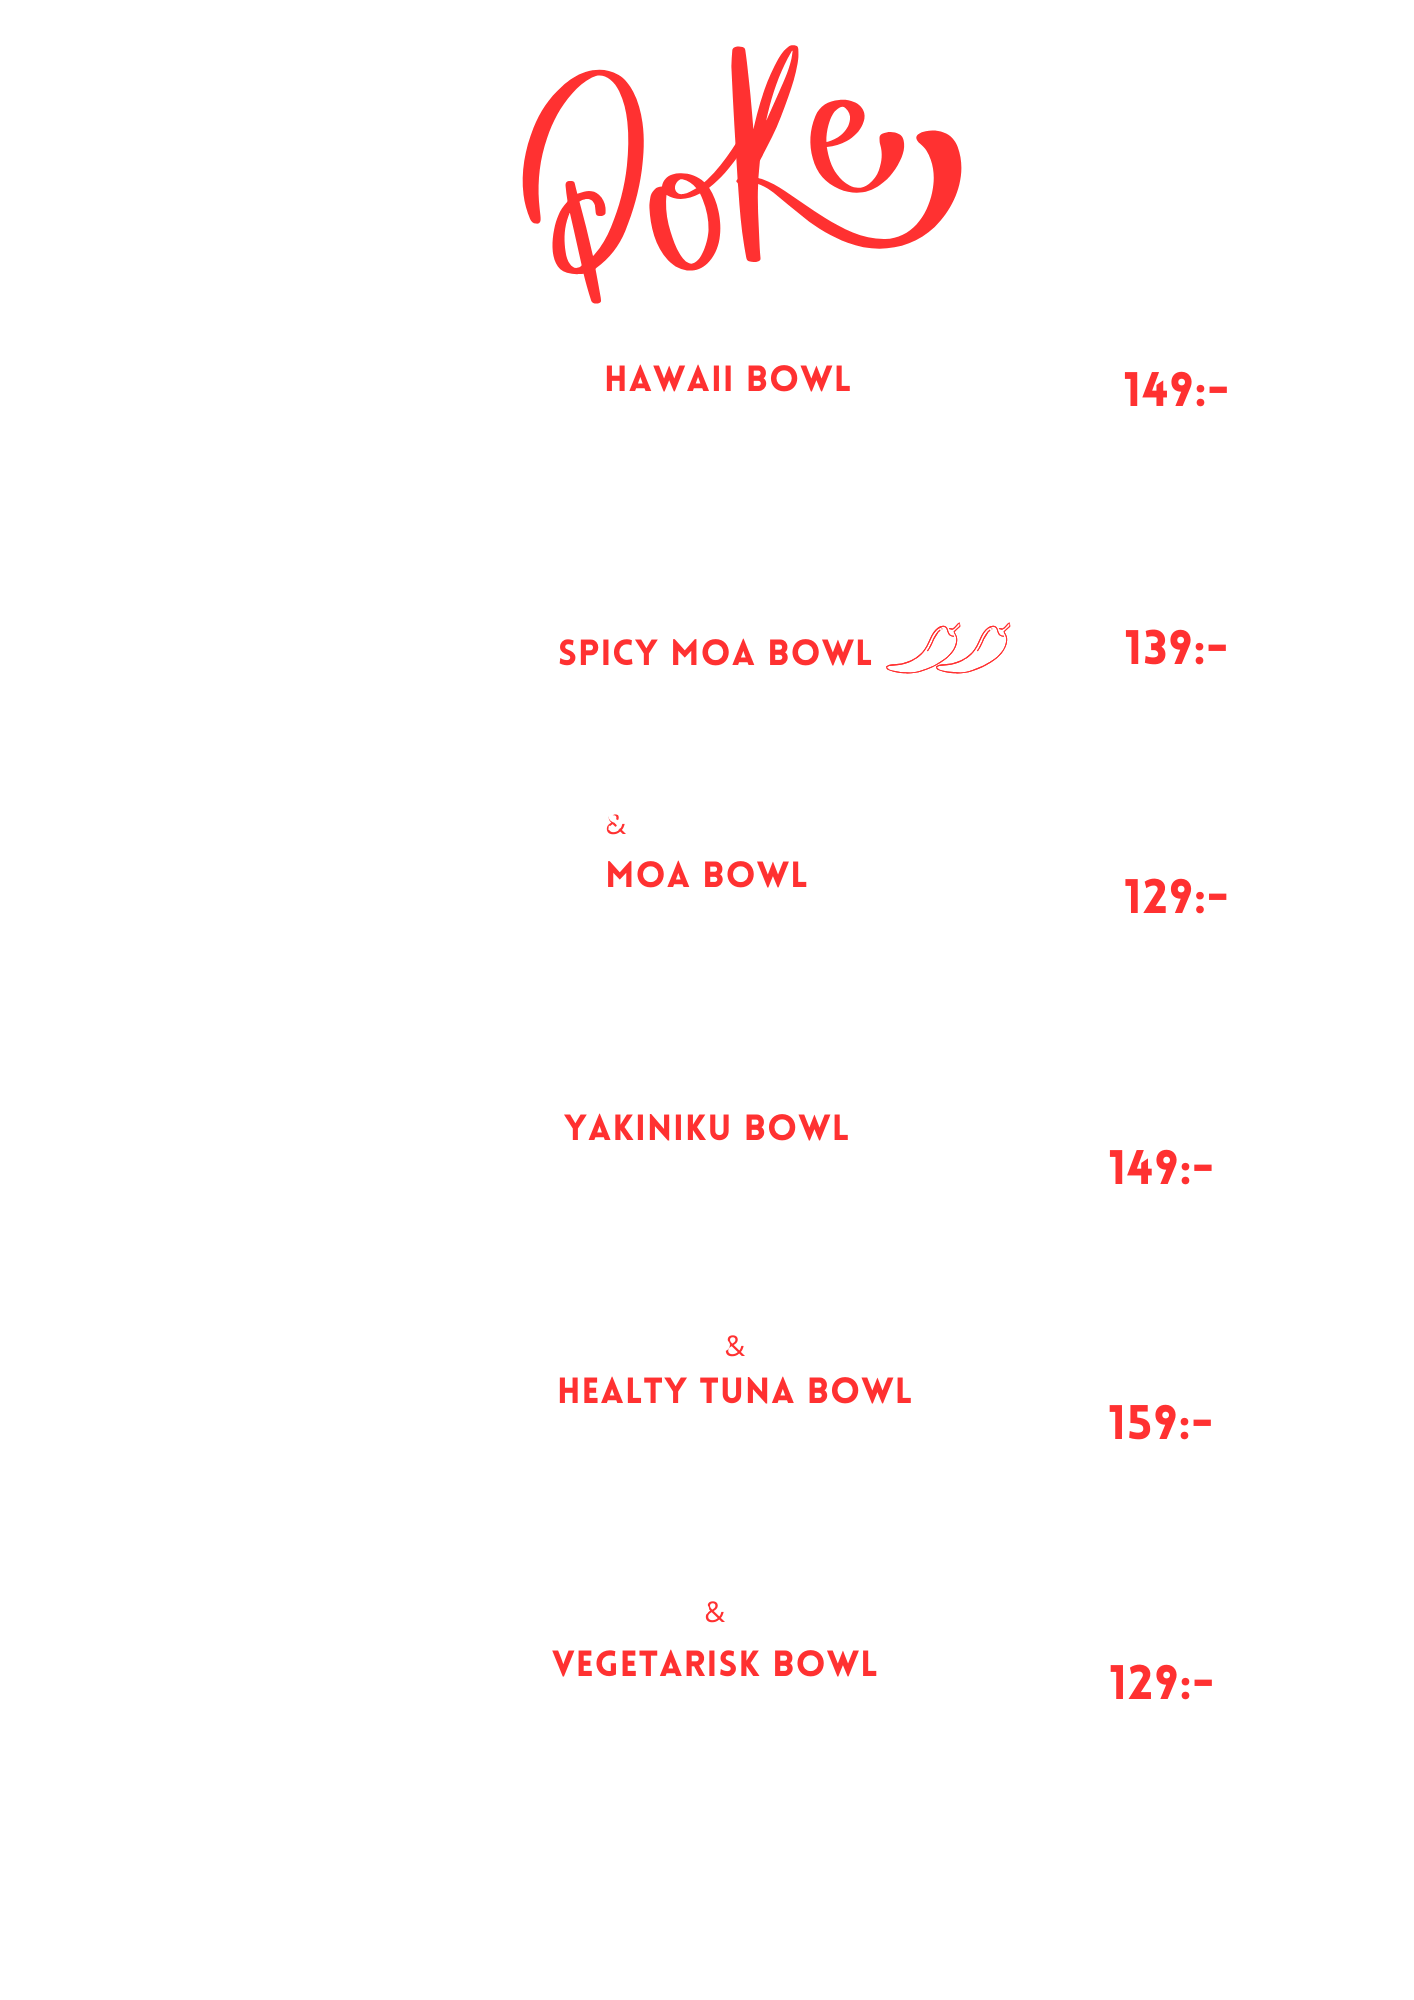 Poke
HAWAII BOWL 149:-
SPICY MOA BOWL 139:-
&
MOA BOWL 129:-
YAKINIKU BOWL
149:-
&
HEALTY TUNA BOWL
159:-
&
VEGETARISK BOWL
129:-